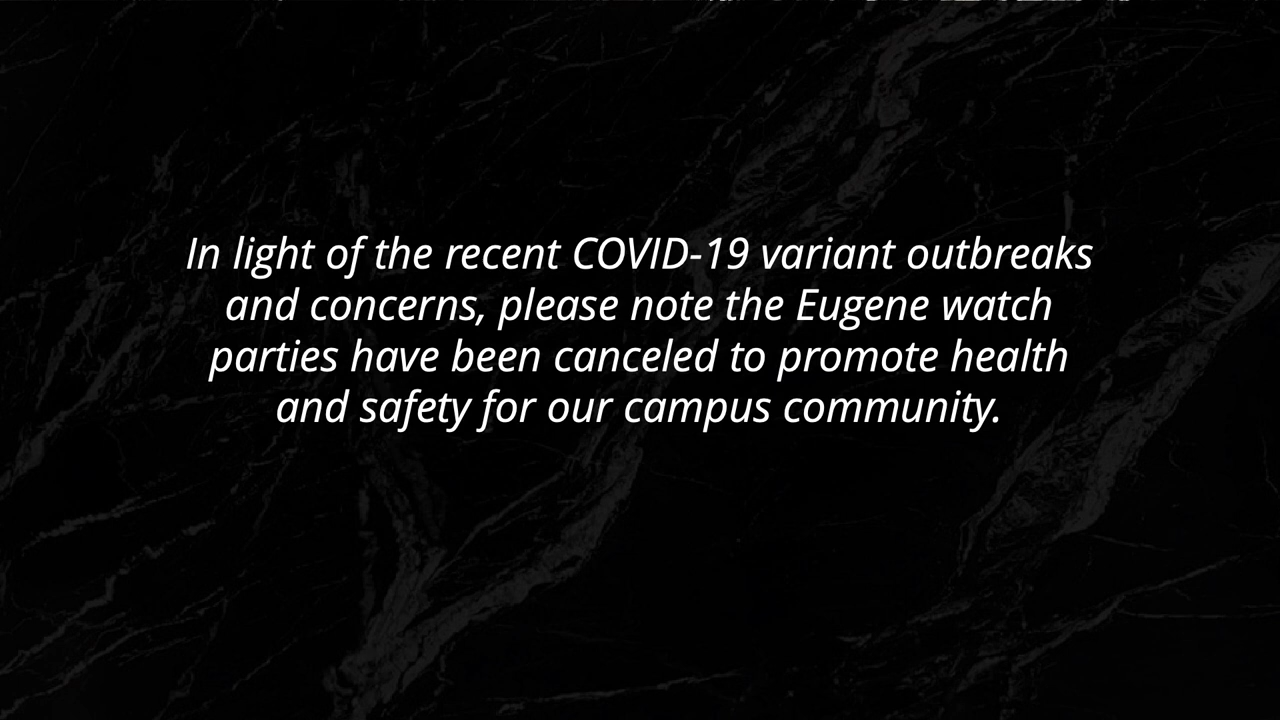 In light of the recent COVID-19 variant outbreaks
and concerns, please note the Eugene watch
parties have been canceled to promote health
and safety for our campus community.